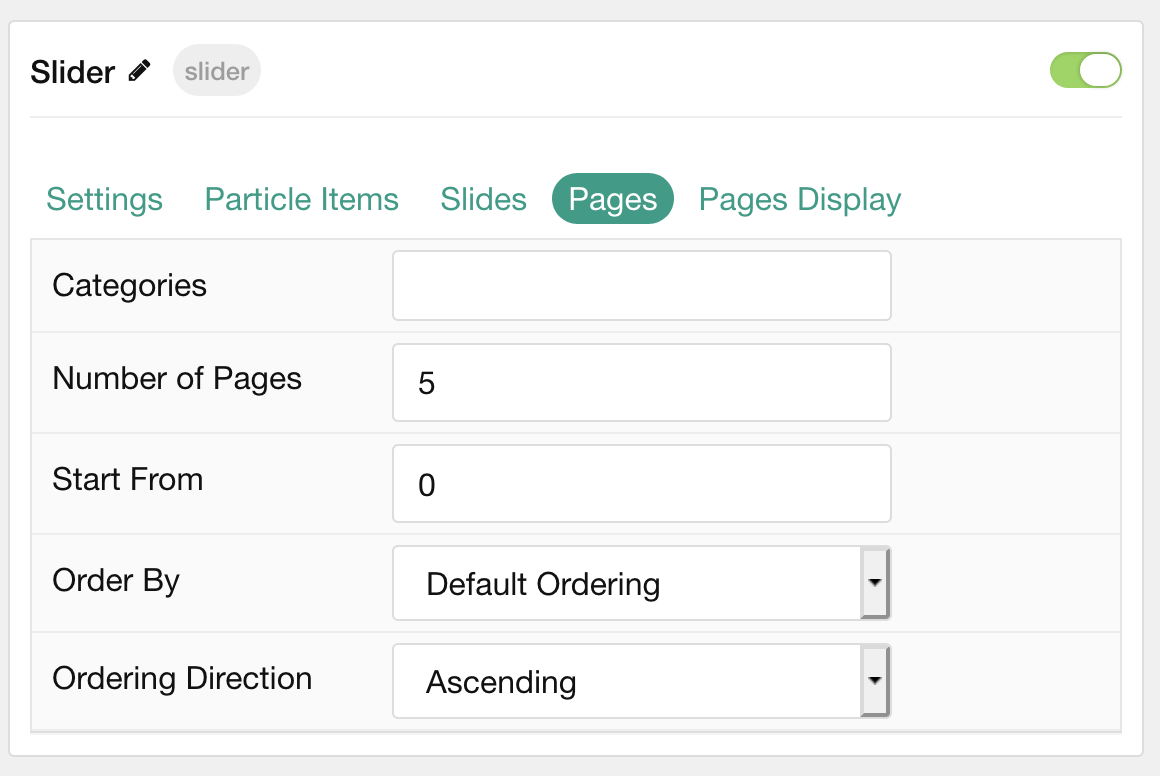 Slider slider
Settings Particle Items Slides Pages Pages Display
Categories
Number of Pages 5
Start From 0
Order By Default Ordering
Ordering Direction Ascending